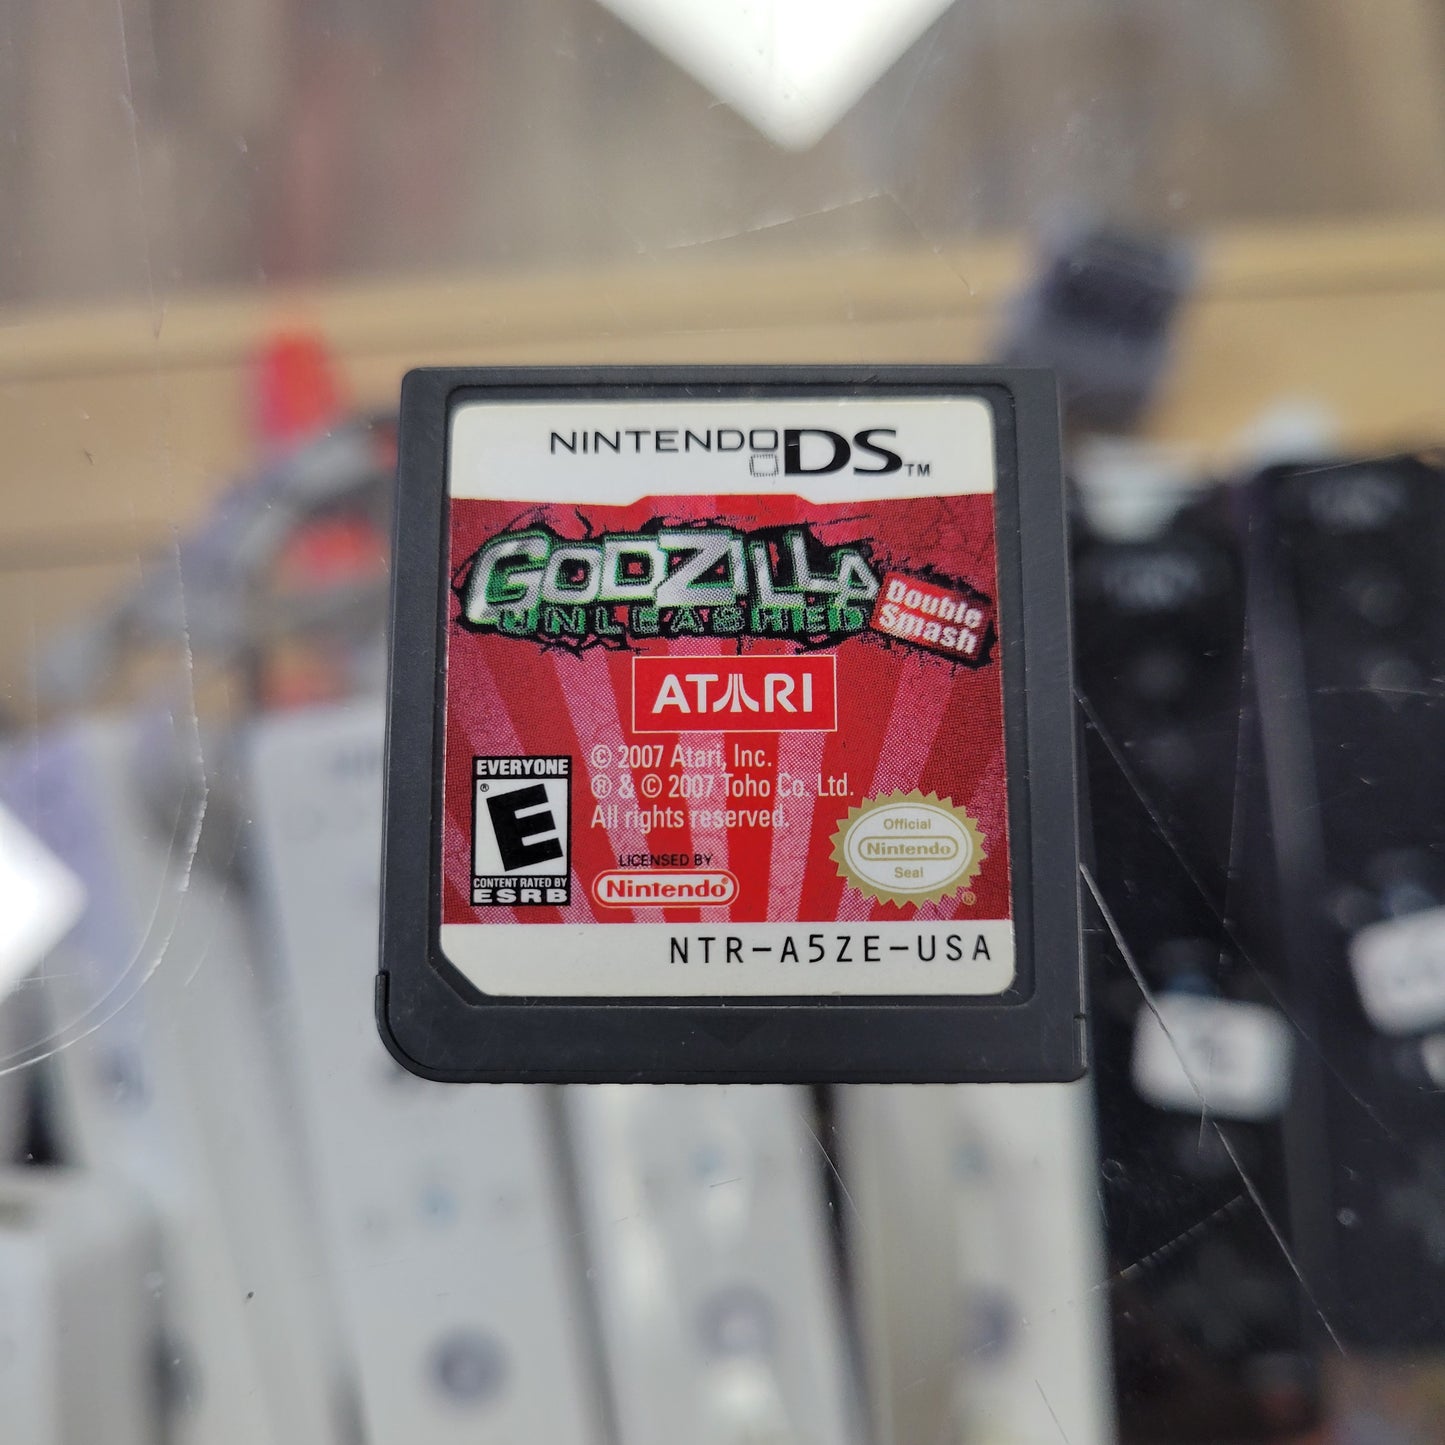 NINTENDO DS™
GODZILLA
UNLEASHED
Double
Smash
ATARI
© 2007 Atari, Inc.
® & © 2007 Toho Co. Ltd.
All rights reserved.
EVERYONE
E
®
CONTENT RATED BY
ESRB
LICENSED BY
Nintendo®
Official
Nintendo
Seal
®
NTR-A5ZE-USA